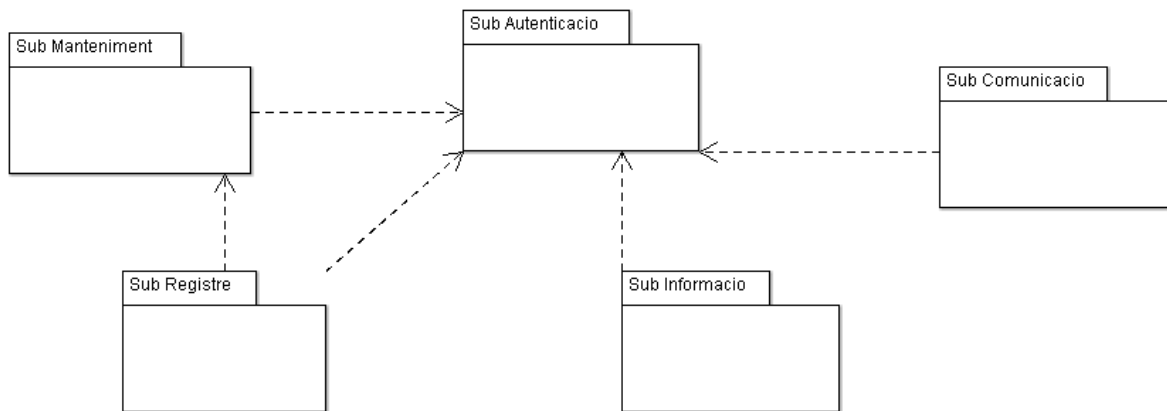 Sub Autenticacio
Sub Manteniment
Sub Comunicacio
Sub Registre
Sub Informacio